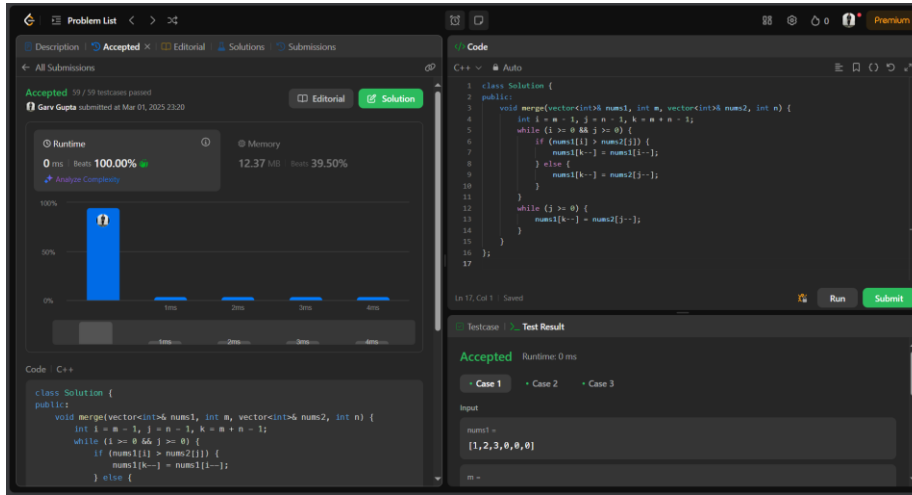 Problem List
0
Premium
Description
Accepted
Editorial
Solutions
Submissions
All Submissions
Accepted 59 / 59 testcases passed
Garv Gupta submitted at Mar 01, 2025 23:20
Editorial
Solution
Runtime
0 ms Beats 100.00%
Analyze Complexity
Memory
12.37 MB Beats 39.50%
100%
50%
0%
1ms 2ms 3ms 4ms
1ms 2ms 3ms 4ms
Code C++
class Solution {
public:
void merge(vector<int>& nums1, int m, vector<int>& nums2, int n) {
int i = m - 1, j = n - 1, k = m + n - 1;
while (i >= 0 && j >= 0) {
if (nums1[i] > nums2[j]) {
nums1[k--] = nums1[i--];
} else {
</> Code
C++ Auto
1 class Solution {
2 public:
3 void merge(vector<int>& nums1, int m, vector<int>& nums2, int n) {
4 int i = m - 1, j = n - 1, k = m + n - 1;
5 while (i >= 0 && j >= 0) {
6 if (nums1[i] > nums2[j]) {
7 nums1[k--] = nums1[i--];
8 } else {
9 nums1[k--] = nums2[j--];
10 }
11 }
12 while (j >= 0) {
13 nums1[k--] = nums2[j--];
14 }
15 }
16 };
17
Ln 17, Col 1 Saved
Run
Submit
Testcase
Test Result
Accepted Runtime: 0 ms
Case 1
Case 2
Case 3
Input
nums1 =
[1,2,3,0,0,0]
m =